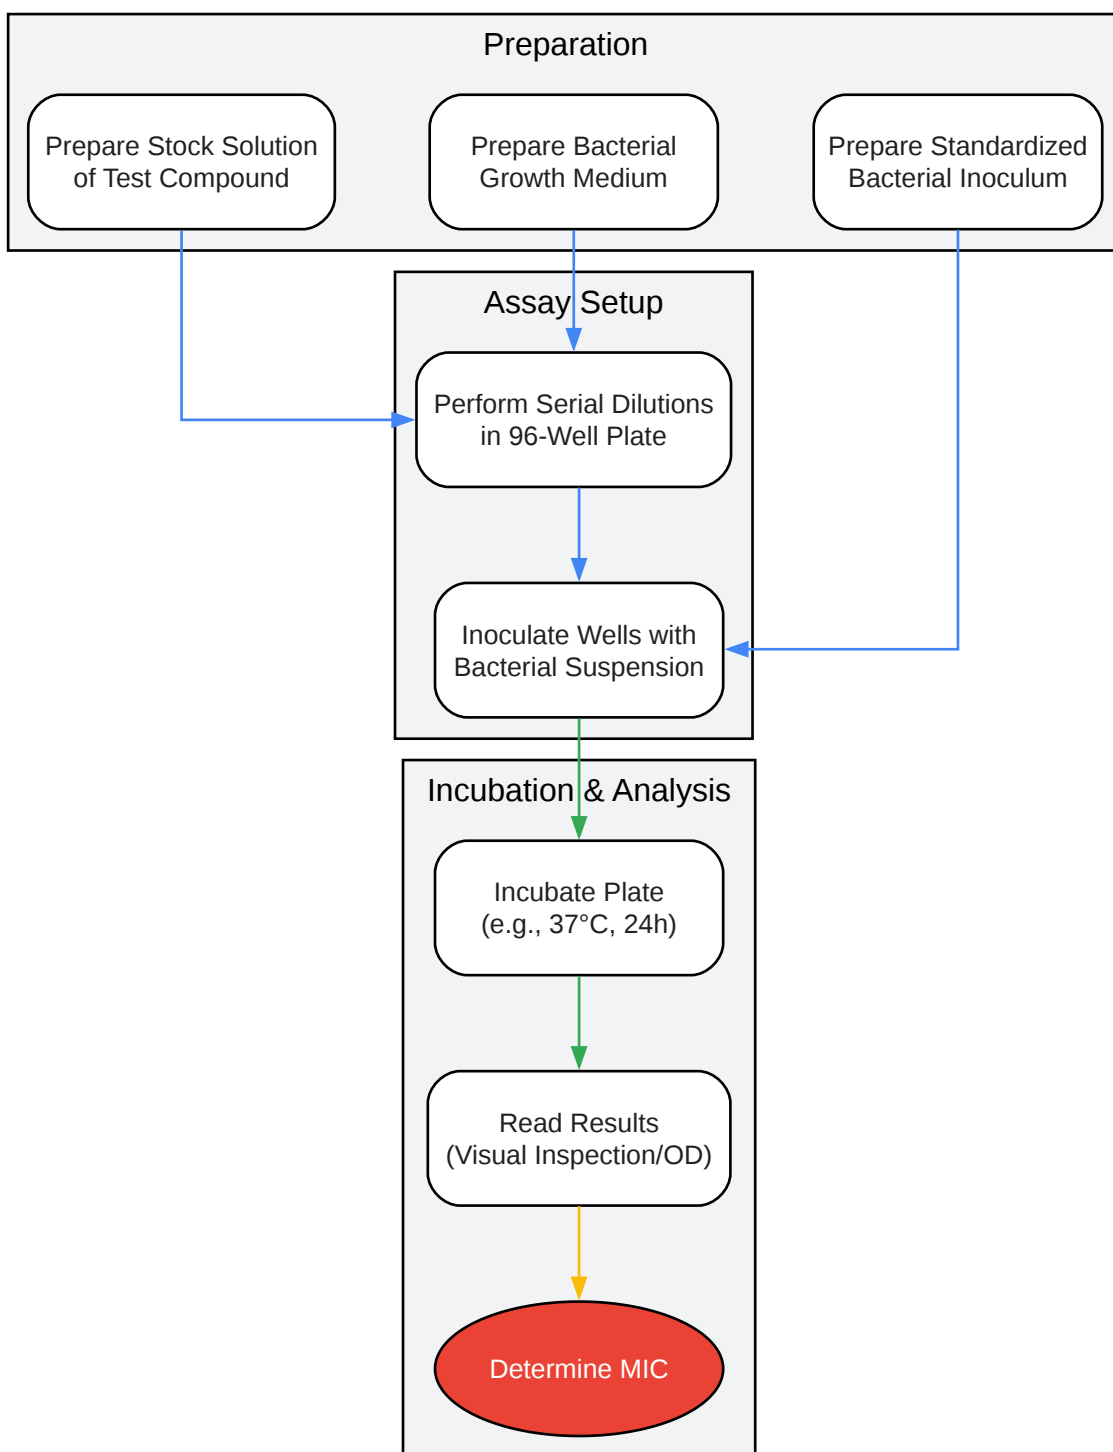 Preparation
Prepare Stock Solution
of Test Compound
Prepare Bacterial
Growth Medium
Prepare Standardized
Bacterial Inoculum
Assay Setup
Perform Serial Dilutions
in 96-Well Plate
Inoculate Wells with
Bacterial Suspension
Incubation & Analysis
Incubate Plate
(e.g., 37°C, 24h)
Read Results
(Visual Inspection/OD)
Determine MIC